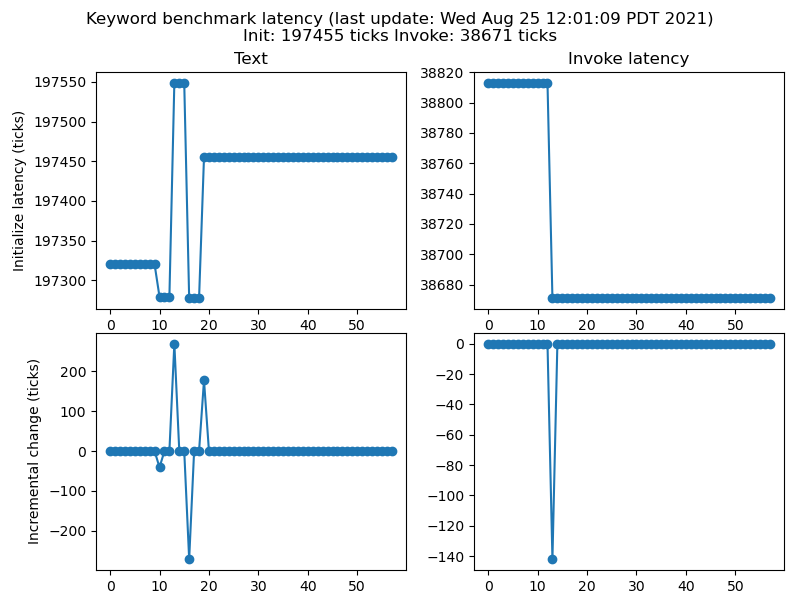 Keyword benchmark latency (last update: Wed Aug 25 12:01:09 PDT 2021)
Init: 197455 ticks Invoke: 38671 ticks
Text
Initialize latency (ticks)
197550
197500
197450
197400
197350
197300
0 10 20 30 40 50
Invoke latency
38820
38800
38780
38760
38740
38720
38700
38680
0 10 20 30 40 50
Incremental change (ticks)
200
100
0
−100
−200
0 10 20 30 40 50
0
−20
−40
−60
−80
−100
−120
−140
0 10 20 30 40 50